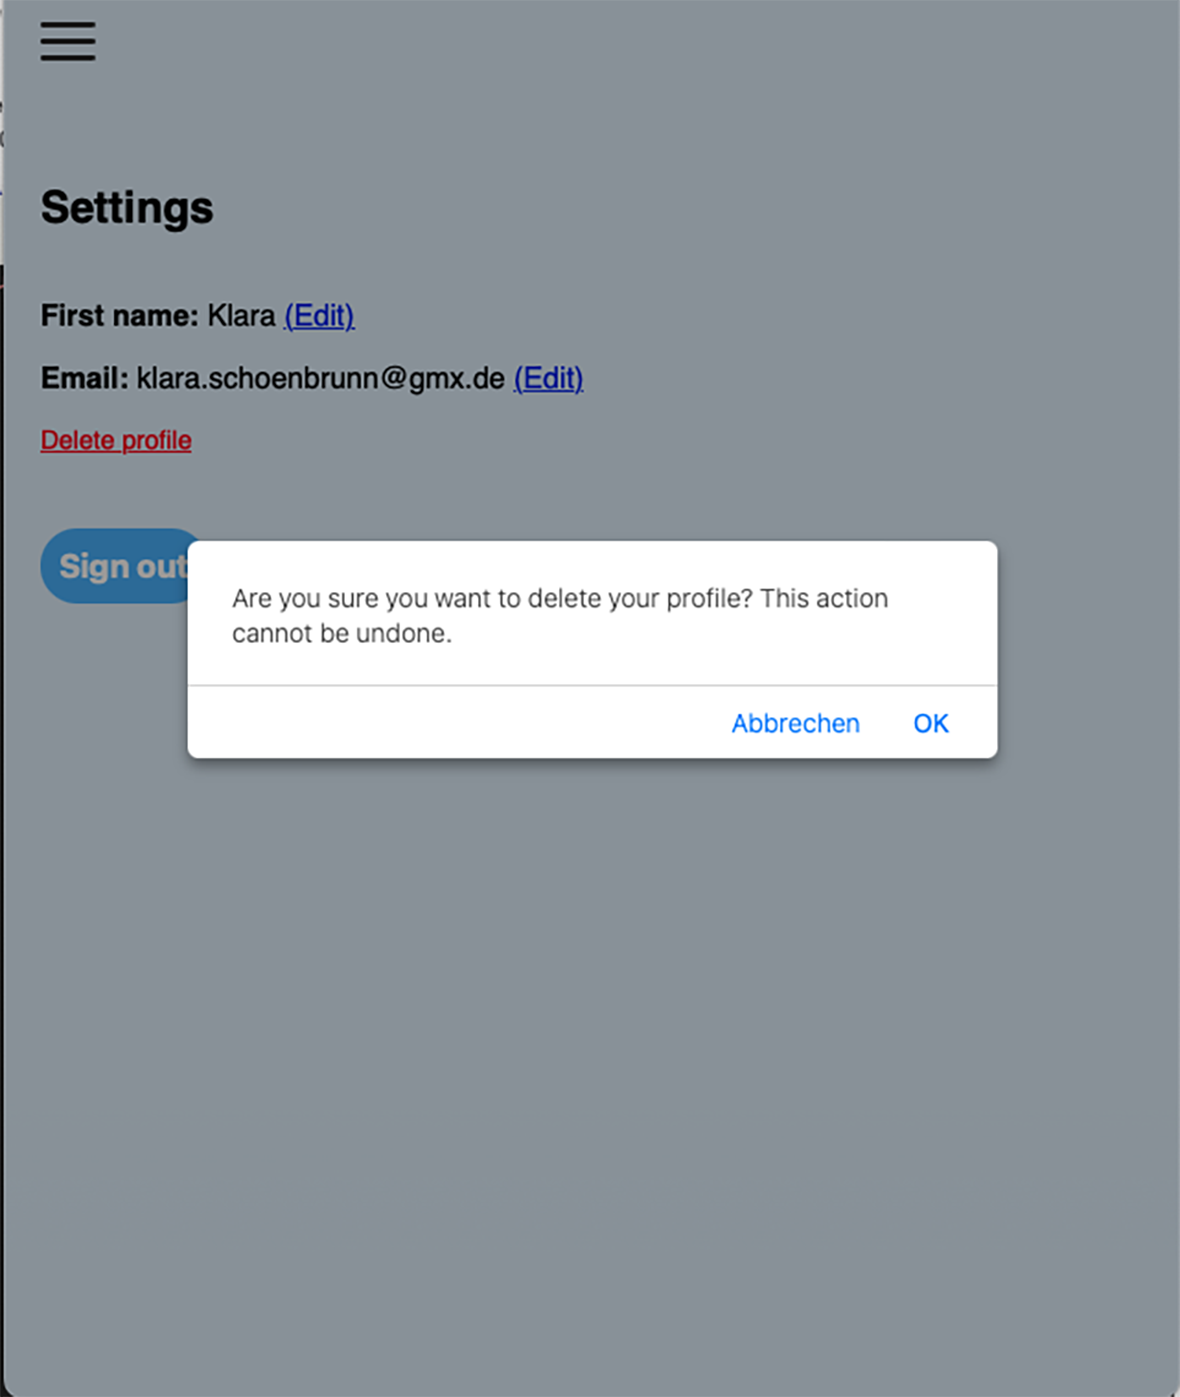 Settings
First name: Klara (Edit)
Email: klara.schoenbrunn@gmx.de (Edit)
Delete profile
Sign out
Are you sure you want to delete your profile? This action
cannot be undone.
Abbrechen OK